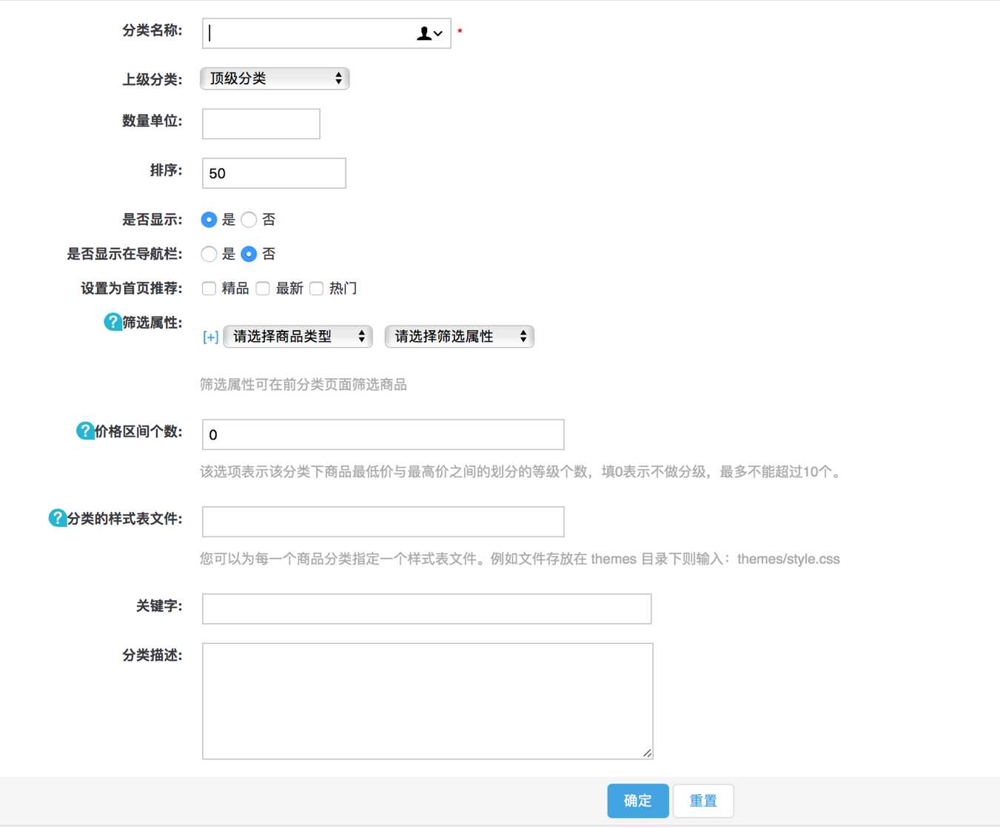 分类名称: *
上级分类: 顶级分类
数量单位:
排序: 50
是否显示: 是 否
是否显示在导航栏: 是 否
设置为首页推荐: 精品 最新 热门
?筛选属性:
[+] 请选择商品类型 请选择筛选属性
筛选属性可在前分类页面筛选商品
?价格区间个数: 0
该选项表示该分类下商品最低价与最高价之间的划分的等级个数，填0表示不做分级，最多不能超过10个。
?分类的样式表文件:
您可以为每一个商品分类指定一个样式表文件。例如文件存放在 themes 目录下则输入：themes/style.css
关键字:
分类描述:
确定 重置